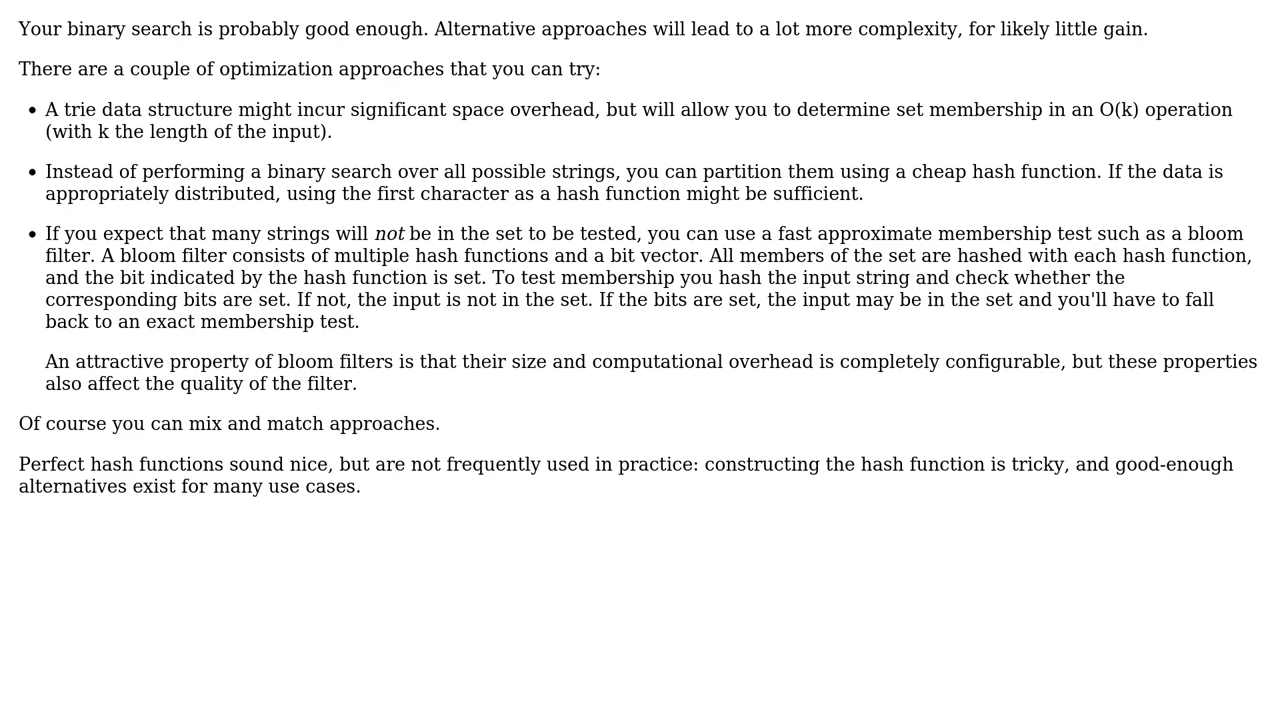 Your binary search is probably good enough. Alternative approaches will lead to a lot more complexity, for likely little gain.
There are a couple of optimization approaches that you can try:
• A trie data structure might incur significant space overhead, but will allow you to determine set membership in an O(k) operation
(with k the length of the input).
• Instead of performing a binary search over all possible strings, you can partition them using a cheap hash function. If the data is
appropriately distributed, using the first character as a hash function might be sufficient.
• If you expect that many strings will not be in the set to be tested, you can use a fast approximate membership test such as a bloom
filter. A bloom filter consists of multiple hash functions and a bit vector. All members of the set are hashed with each hash function,
and the bit indicated by the hash function is set. To test membership you hash the input string and check whether the
corresponding bits are set. If not, the input is not in the set. If the bits are set, the input may be in the set and you'll have to fall
back to an exact membership test.
An attractive property of bloom filters is that their size and computational overhead is completely configurable, but these properties
also affect the quality of the filter.
Of course you can mix and match approaches.
Perfect hash functions sound nice, but are not frequently used in practice: constructing the hash function is tricky, and good-enough
alternatives exist for many use cases.